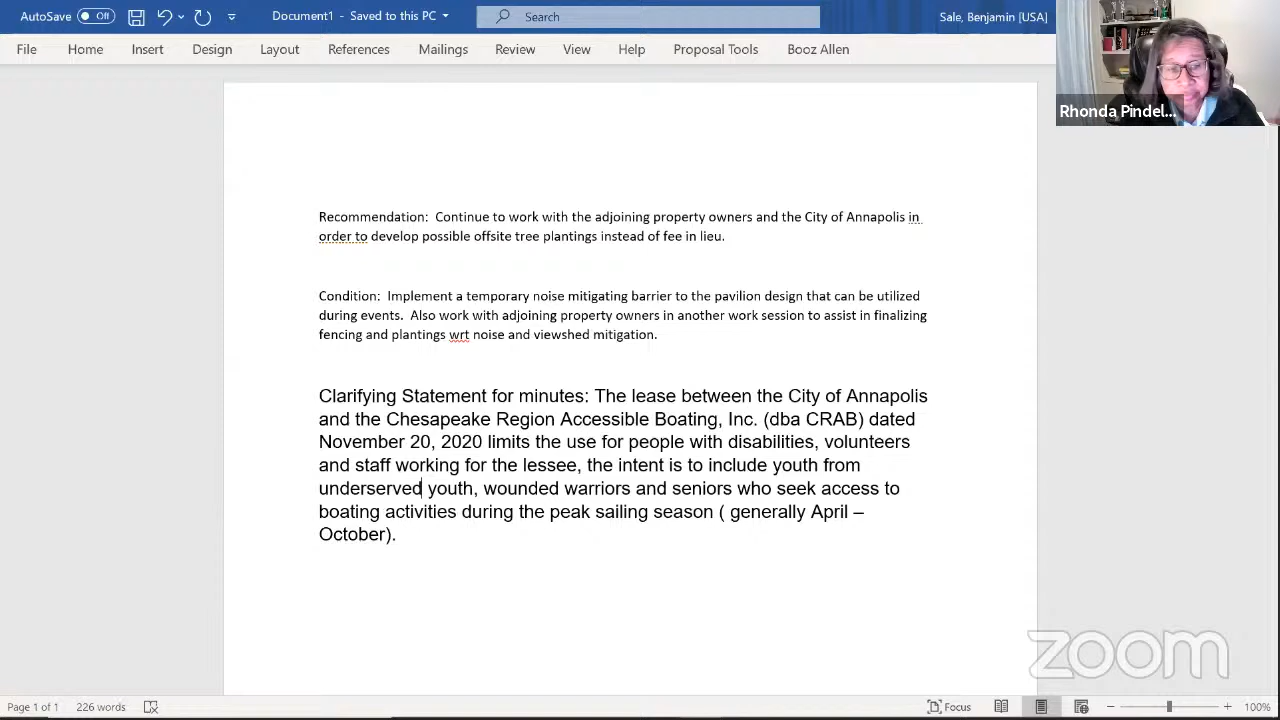 AutoSave Off Document1 - Saved to this PC Search Sale, Benjamin [USA]
File Home Insert Design Layout References Mailings Review View Help Proposal Tools Booz Allen
Rhonda Pindel...
Recommendation: Continue to work with the adjoining property owners and the City of Annapolis in
order to develop possible offsite tree plantings instead of fee in lieu.
Condition: Implement a temporary noise mitigating barrier to the pavilion design that can be utilized
during events. Also work with adjoining property owners in another work session to assist in finalizing
fencing and plantings wrt noise and viewshed mitigation.
Clarifying Statement for minutes: The lease between the City of Annapolis
and the Chesapeake Region Accessible Boating, Inc. (dba CRAB) dated
November 20, 2020 limits the use for people with disabilities, volunteers
and staff working for the lessee, the intent is to include youth from
underserved youth, wounded warriors and seniors who seek access to
boating activities during the peak sailing season ( generally April –
October).
zoom
Page 1 of 1 226 words Focus 100%